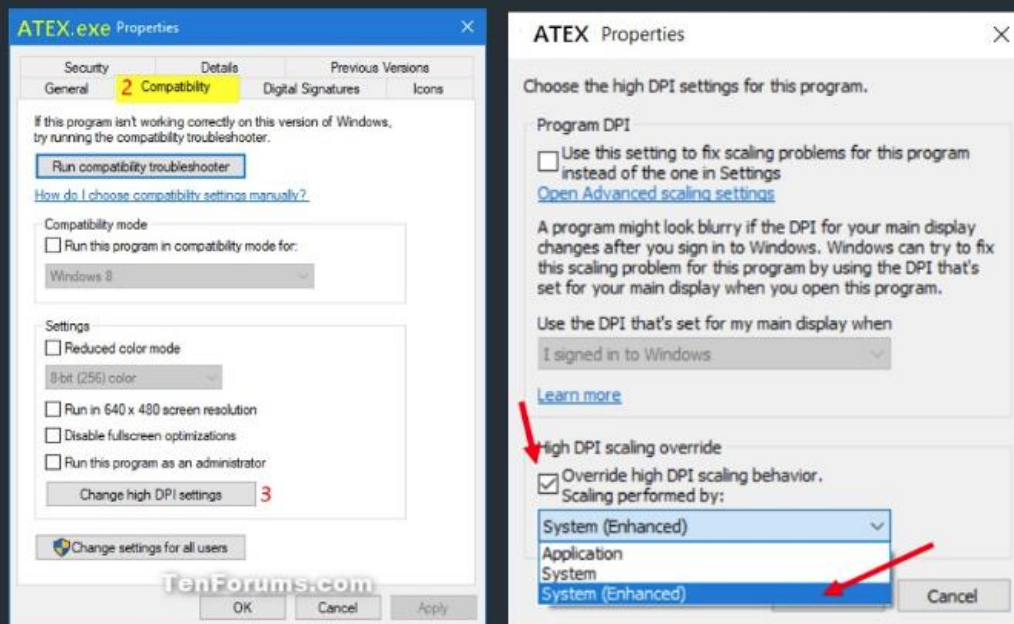 ATEX.exe Properties
Security Details Previous Versions
General 2 Compatibility Digital Signatures Icons
If this program isn't working correctly on this version of Windows,
try running the compatibility troubleshooter.
Run compatibility troubleshooter
How do I choose compatibility settings manually?
Compatibility mode
Run this program in compatibility mode for:
Windows 8
Settings
Reduced color mode
8-bit (256) color
Run in 640 x 480 screen resolution
Disable fullscreen optimizations
Run this program as an administrator
Change high DPI settings 3
Change settings for all users
TenForums.com
OK Cancel Apply
ATEX Properties
Choose the high DPI settings for this program.
Program DPI
Use this setting to fix scaling problems for this program
instead of the one in Settings
Open Advanced scaling settings
A program might look blurry if the DPI for your main display
changes after you sign in to Windows. Windows can try to fix
this scaling problem for this program by using the DPI that's
set for your main display when you open this program.
Use the DPI that's set for my main display when
I signed in to Windows
Learn more
High DPI scaling override
Override high DPI scaling behavior.
Scaling performed by:
System (Enhanced)
Application
System
System (Enhanced)
Cancel